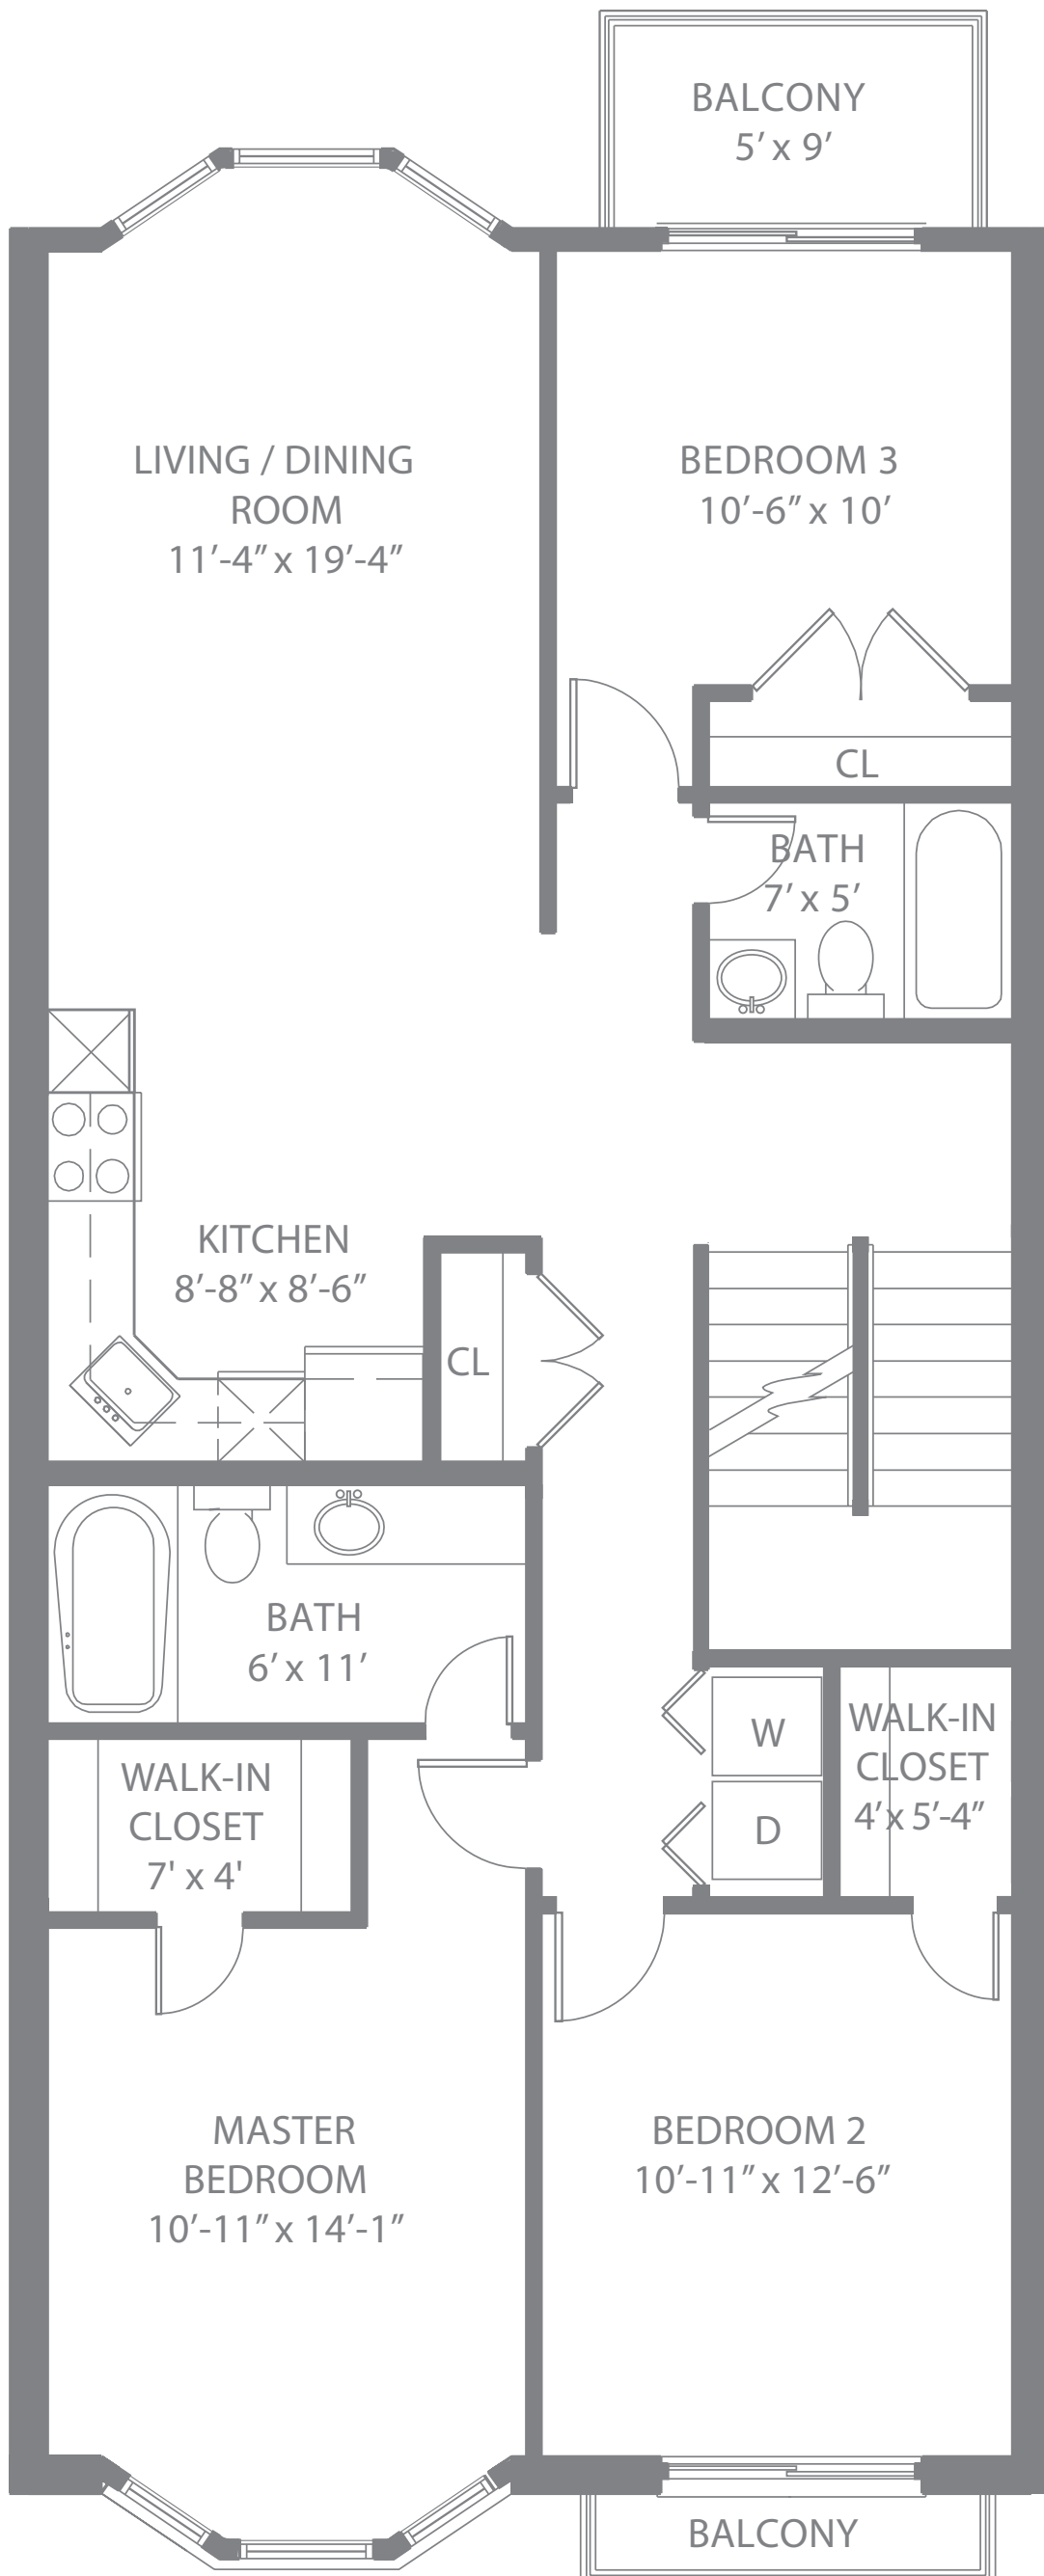 BALCONY
5’ x 9’
LIVING / DINING
ROOM
11’-4” x 19’-4”
BEDROOM 3
10’-6” x 10’
CL
BATH
7’ x 5’
KITCHEN
8’-8” x 8’-6”
CL
BATH
6’ x 11’
W
D
WALK-IN
CLOSET
4’ x 5’-4”
WALK-IN
CLOSET
7' x 4'
MASTER
BEDROOM
10’-11” x 14’-1”
BEDROOM 2
10’-11” x 12’-6”
BALCONY